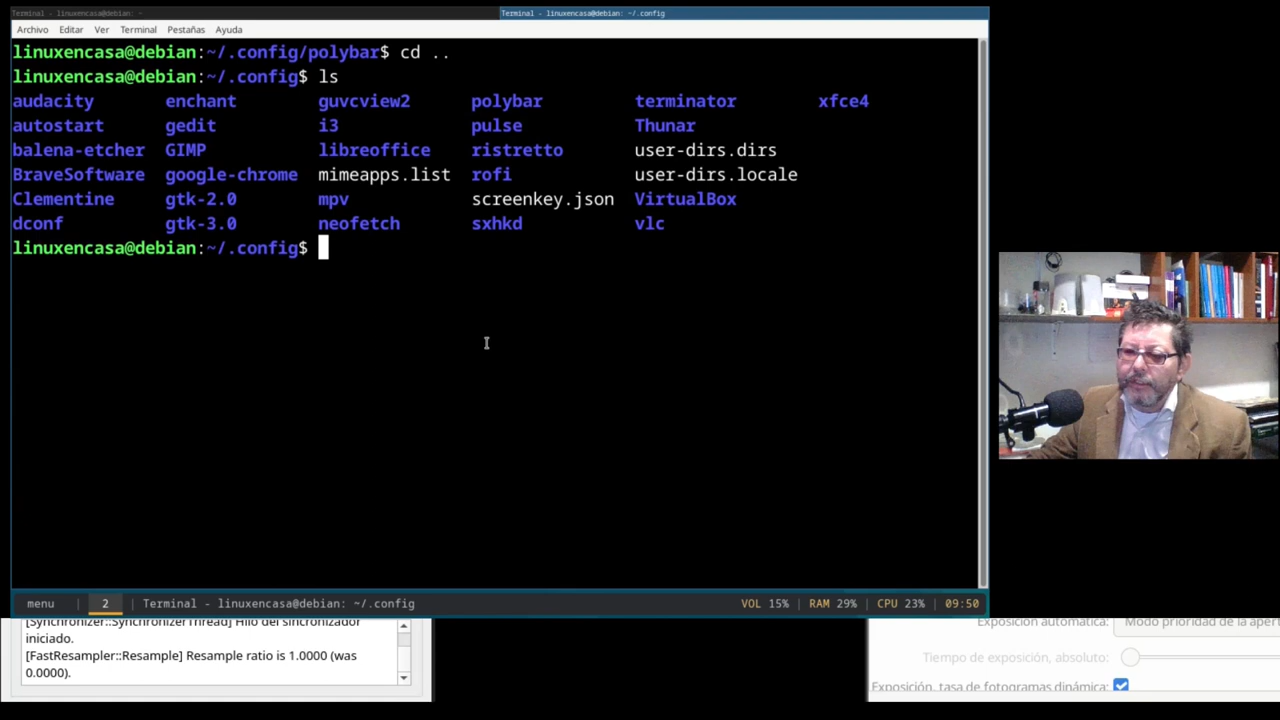 Terminal - linuxencasa@debian: ~
Terminal - linuxencasa@debian: ~/.config
Archivo Editar Ver Terminal Pestañas Ayuda
linuxencasa@debian:~/.config/polybar$ cd ..
linuxencasa@debian:~/.config$ ls
audacity enchant guvcview2 polybar terminator xfce4
autostart gedit i3 pulse Thunar
balena-etcher GIMP libreoffice ristretto user-dirs.dirs
BraveSoftware google-chrome mimeapps.list rofi user-dirs.locale
Clementine gtk-2.0 mpv screenkey.json VirtualBox
dconf gtk-3.0 neofetch sxhkd vlc
linuxencasa@debian:~/.config$
menu | 2 | Terminal - linuxencasa@debian: ~/.config VOL 15% | RAM 29% | CPU 23% | 09:50
[Synchronizer::SynchronizerThread] Hilo del sincronizador
iniciado.
[FastResampler::Resample] Resample ratio is 1.0000 (was
0.0000).
Exposición automática: Modo prioridad de la apert
Tiempo de exposición, absoluto:
Exposición, tasa de fotogramas dinámica: